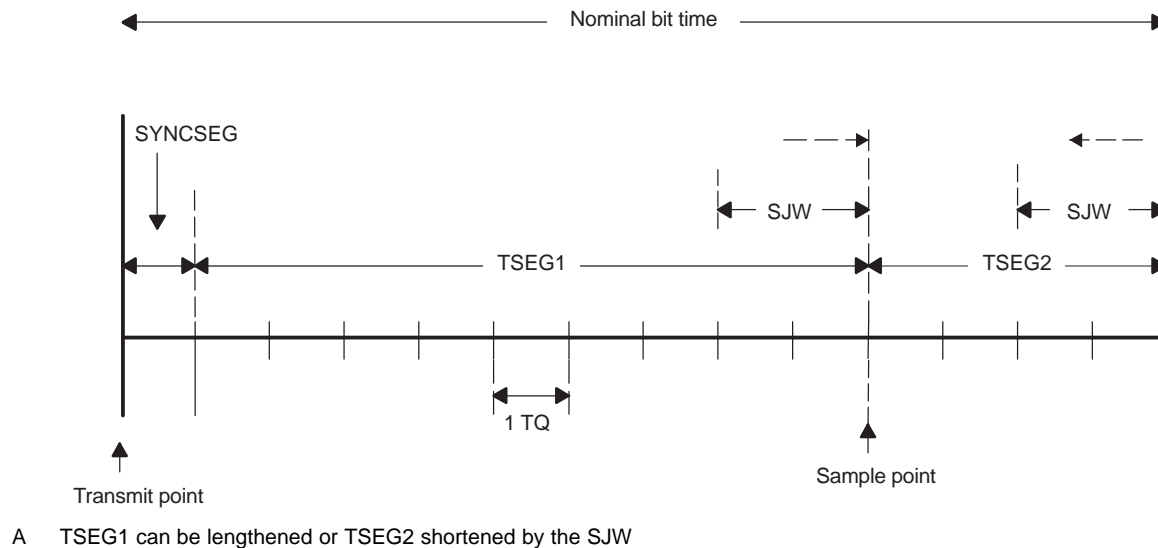 Nominal bit time
SYNCSEG
SJW
SJW
TSEG1
TSEG2
1 TQ
Sample point
Transmit point
A TSEG1 can be lengthened or TSEG2 shortened by the SJW